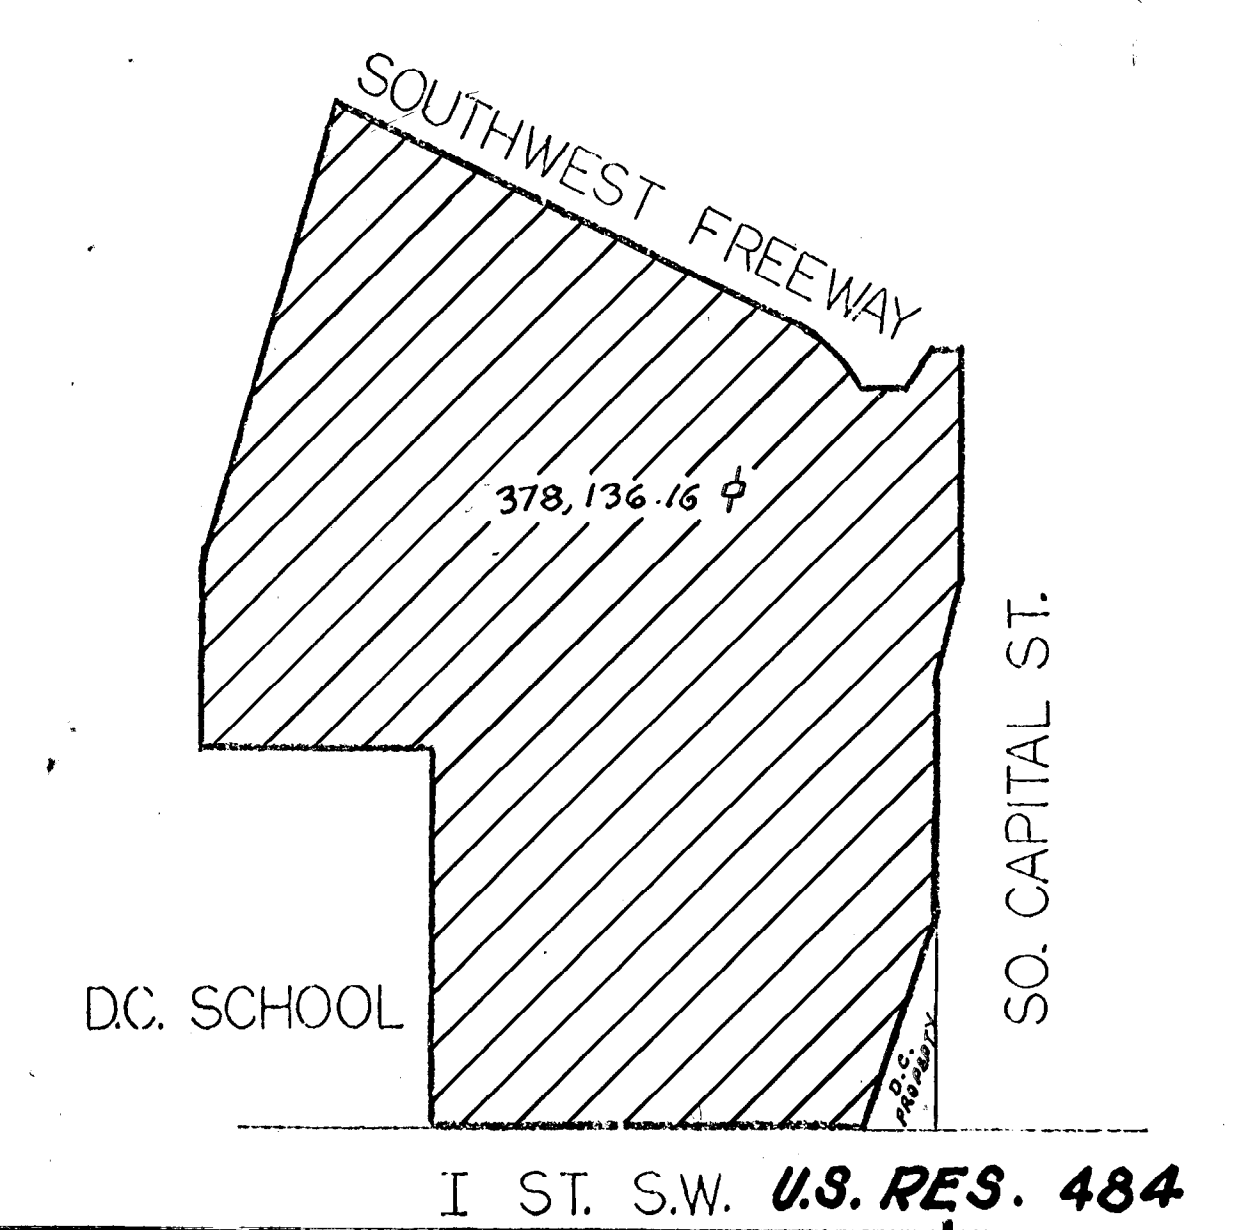 SOUTHWEST FREEWAY
378,136.16 ⌽
SO. CAPITAL ST.
D.C. SCHOOL
D.C.
PROPERTY
I ST. S.W.
U.S. RES. 484